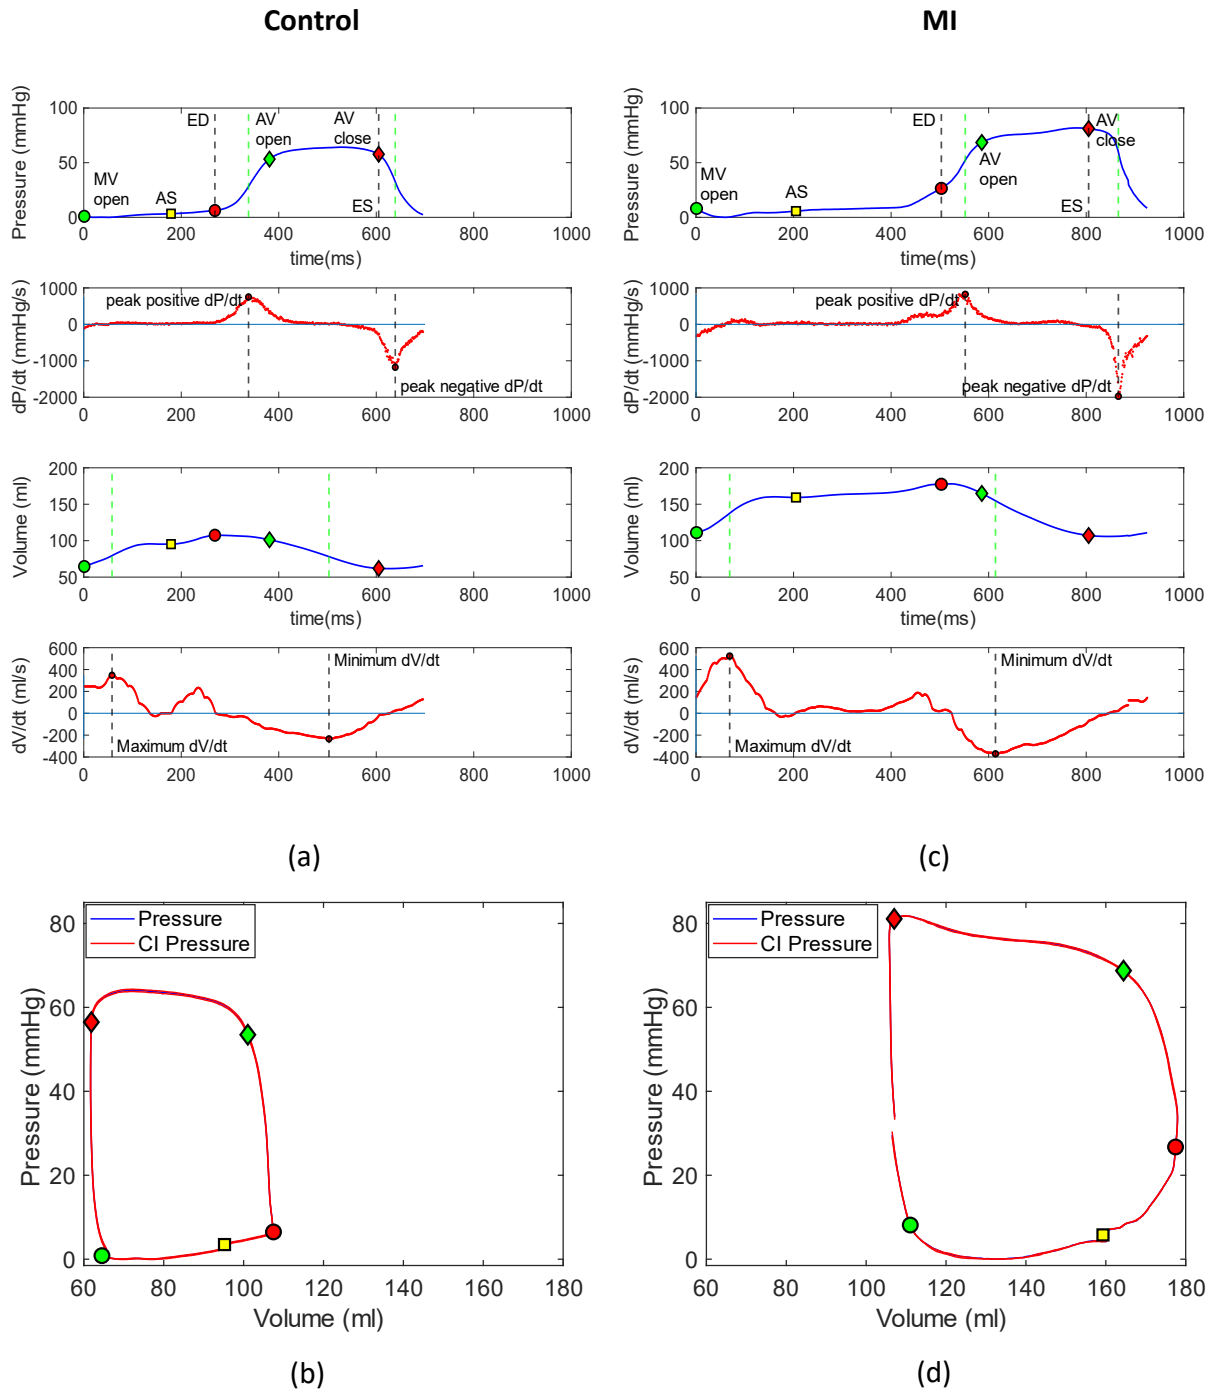 Control
MI
Pressure (mmHg)
100
50
0
ED
AV
open
AV
close
MV
open
AS
ES
0 200 400 600 800 1000
time(ms)
Pressure (mmHg)
100
50
0
ED
AV
close
MV
open
AS
AV
open
ES
0 200 400 600 800 1000
time(ms)
dP/dt (mmHg/s)
1000
0
-1000
-2000
peak positive dP/dt
peak negative dP/dt
0 200 400 600 800 1000
dP/dt (mmHg/s)
1000
0
-1000
-2000
peak positive dP/dt
peak negative dP/dt
0 200 400 600 800 1000
Volume (ml)
200
150
100
50
0 200 400 600 800 1000
time(ms)
Volume (ml)
200
150
100
50
0 200 400 600 800 1000
time(ms)
dV/dt (ml/s)
600
400
200
0
-200
-400
Minimum dV/dt
Maximum dV/dt
0 200 400 600 800 1000
dV/dt (ml/s)
600
400
200
0
-200
-400
Minimum dV/dt
Maximum dV/dt
0 200 400 600 800 1000
(a)
(c)
Pressure (mmHg)
80
60
40
20
0
Pressure
CI Pressure
60 80 100 120 140 160 180
Volume (ml)
Pressure (mmHg)
80
60
40
20
0
Pressure
CI Pressure
60 80 100 120 140 160 180
Volume (ml)
(b)
(d)